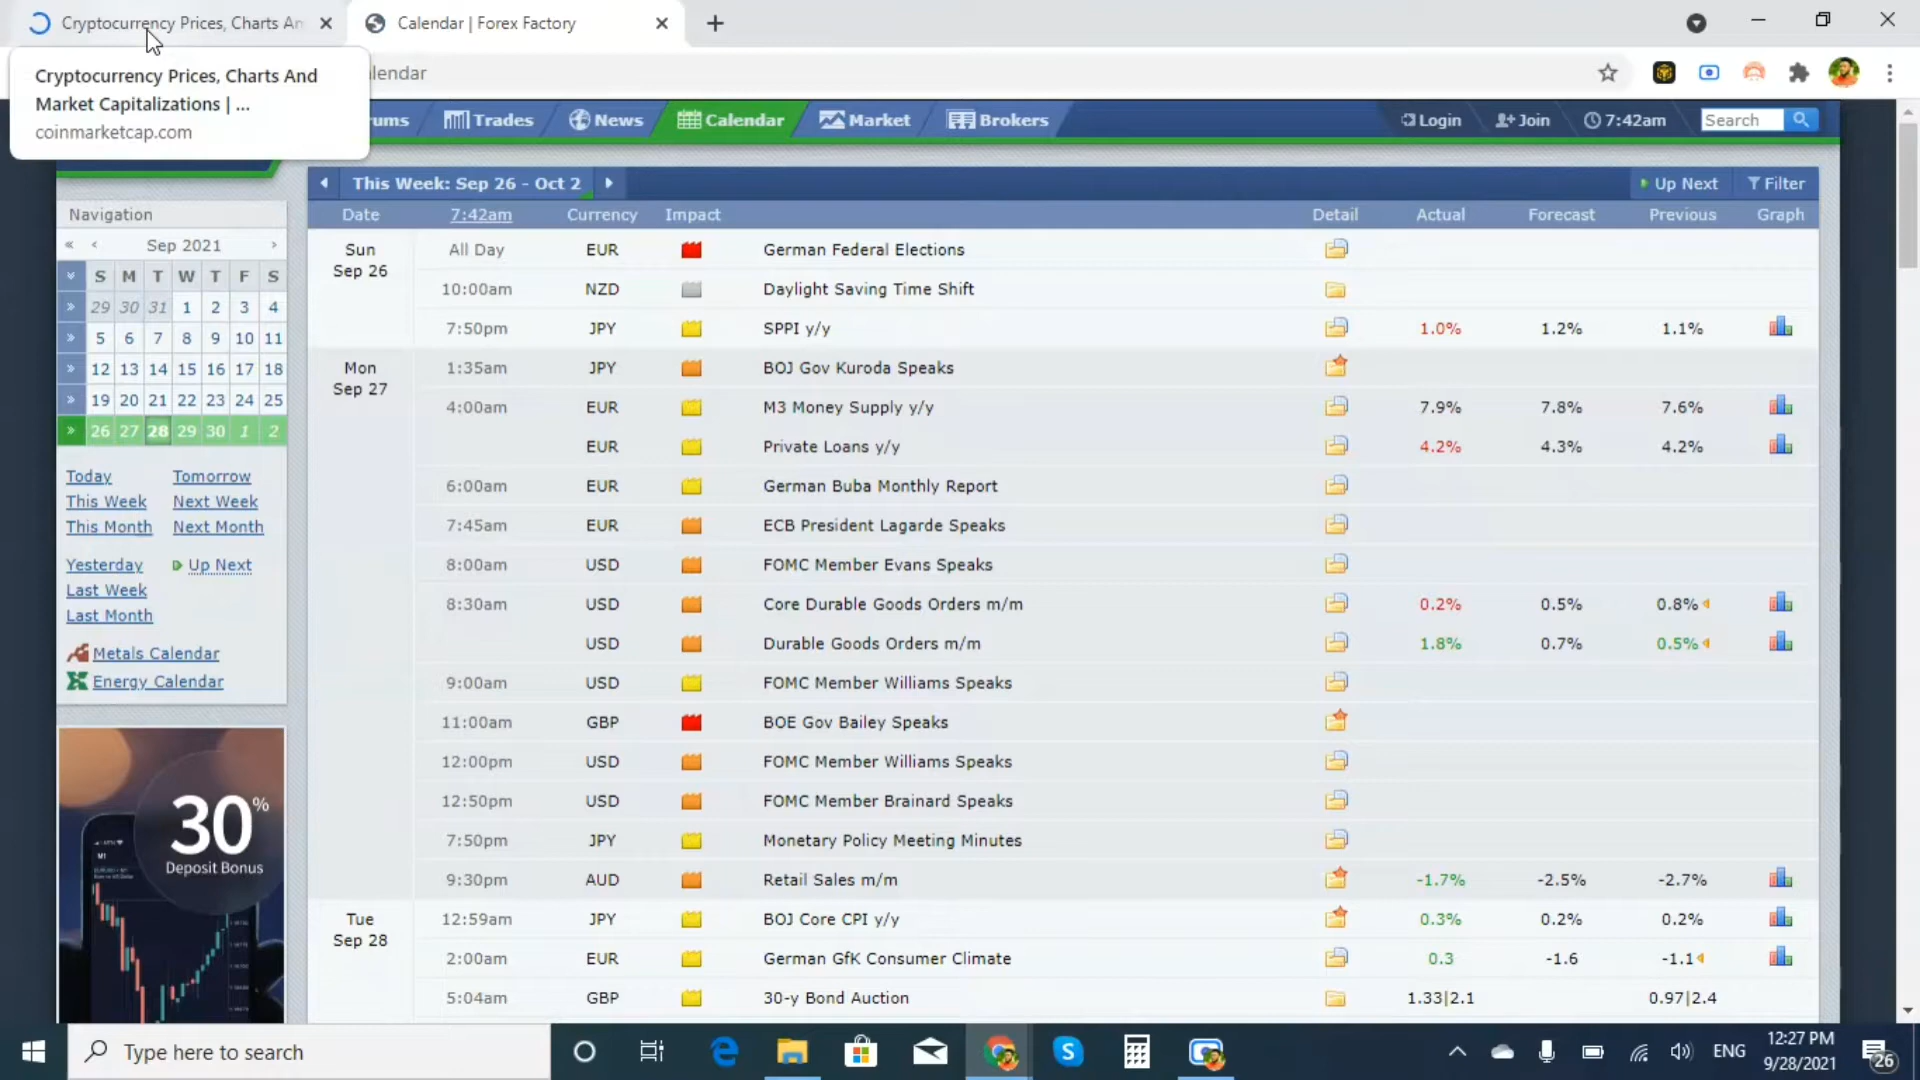 Cryptocurrency Prices, Charts An
Calendar | Forex Factory
Cryptocurrency Prices, Charts And
Market Capitalizations | ...
coinmarketcap.com
lendar
rums Trades News Calendar Market Brokers Login Join 7:42am Search
This Week: Sep 26 - Oct 2 Up Next Filter
Date 7:42am Currency Impact Detail Actual Forecast Previous Graph
Sun
Sep 26
All Day EUR German Federal Elections
10:00am NZD Daylight Saving Time Shift
7:50pm JPY SPPI y/y 1.0% 1.2% 1.1%
Mon
Sep 27
1:35am JPY BOJ Gov Kuroda Speaks
4:00am EUR M3 Money Supply y/y 7.9% 7.8% 7.6%
EUR Private Loans y/y 4.2% 4.3% 4.2%
6:00am EUR German Buba Monthly Report
7:45am EUR ECB President Lagarde Speaks
8:00am USD FOMC Member Evans Speaks
8:30am USD Core Durable Goods Orders m/m 0.2% 0.5% 0.8%
USD Durable Goods Orders m/m 1.8% 0.7% 0.5%
9:00am USD FOMC Member Williams Speaks
11:00am GBP BOE Gov Bailey Speaks
12:00pm USD FOMC Member Williams Speaks
12:50pm USD FOMC Member Brainard Speaks
7:50pm JPY Monetary Policy Meeting Minutes
9:30pm AUD Retail Sales m/m -1.7% -2.5% -2.7%
Tue
Sep 28
12:59am JPY BOJ Core CPI y/y 0.3% 0.2% 0.2%
2:00am EUR German GfK Consumer Climate 0.3 -1.6 -1.1
5:04am GBP 30-y Bond Auction 1.33|2.1 0.97|2.4
Navigation
« ‹ Sep 2021 ›
S M T W T F S
» 29 30 31 1 2 3 4
» 5 6 7 8 9 10 11
» 12 13 14 15 16 17 18
» 19 20 21 22 23 24 25
» 26 27 28 29 30 1 2
Today Tomorrow
This Week Next Week
This Month Next Month
Yesterday Up Next
Last Week
Last Month
Metals Calendar
Energy Calendar
30%
Deposit Bonus
Type here to search
ENG
12:27 PM
9/28/2021
26